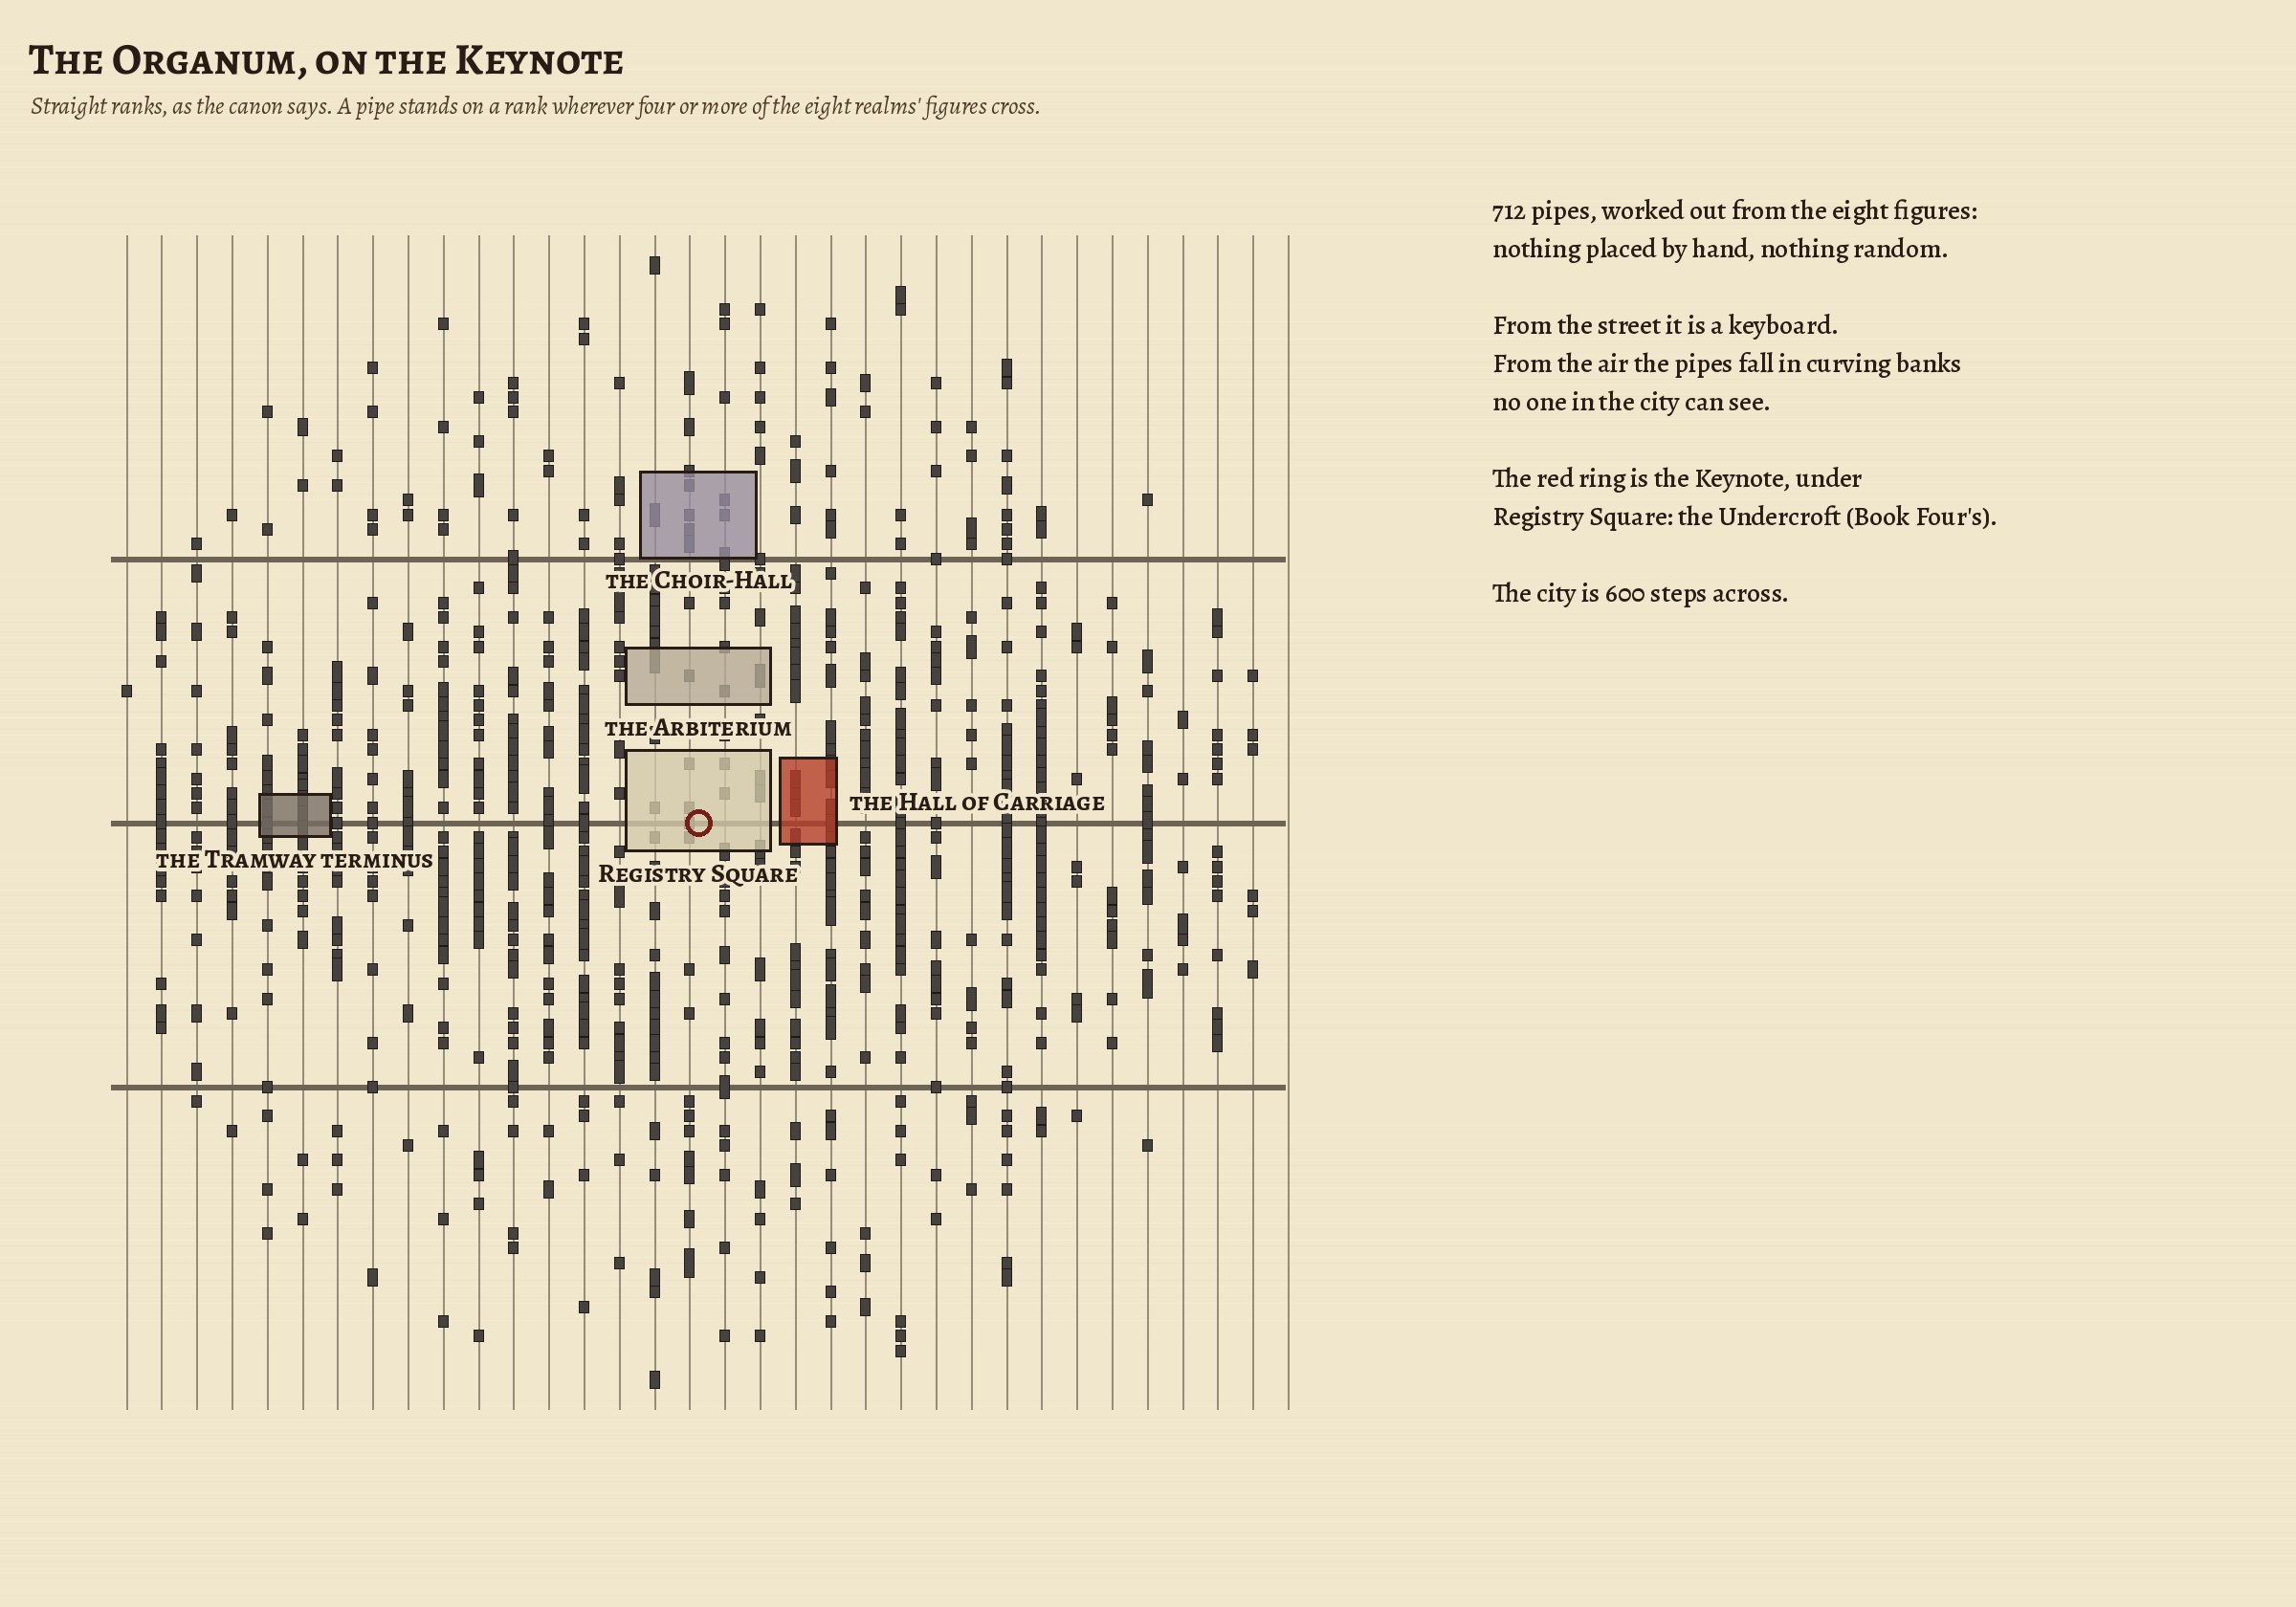 The Organum, on the Keynote
Straight ranks, as the canon says. A pipe stands on a rank wherever four or more of the eight realms' figures cross.
712 pipes, worked out from the eight figures:
nothing placed by hand, nothing random.
From the street it is a keyboard.
From the air the pipes fall in curving banks
no one in the city can see.
The red ring is the Keynote, under
Registry Square: the Undercroft (Book Four's).
The city is 600 steps across.
the Choir-Hall
the Arbiterium
the Hall of Carriage
the Tramway terminus
Registry Square